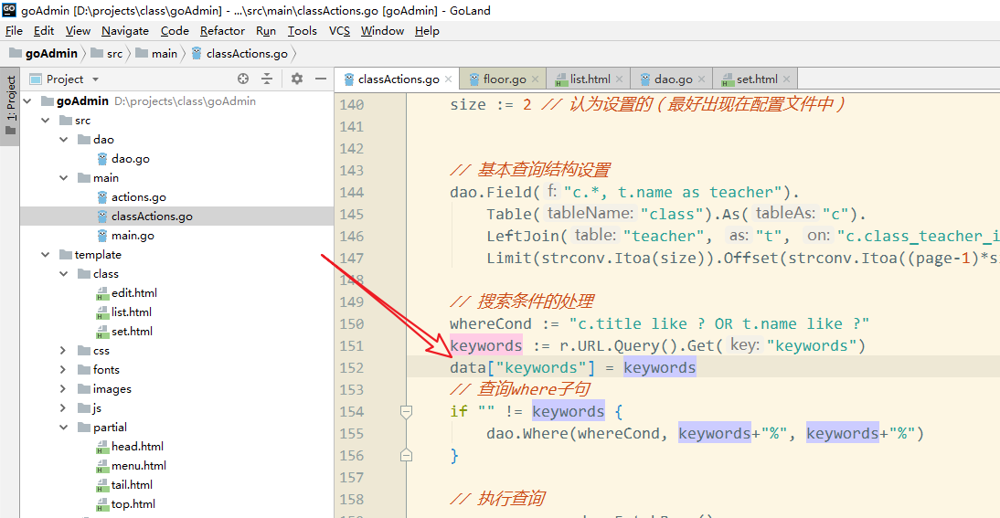 goAdmin [D:\projects\class\goAdmin] - ...\src\main\classActions.go [goAdmin] - GoLand
File Edit View Navigate Code Refactor Run Tools VCS Window Help
goAdmin src main classActions.go
1: Project
Project
goAdmin D:\projects\class\goAdmin
src
dao
dao.go
main
actions.go
classActions.go
main.go
template
class
edit.html
list.html
set.html
css
fonts
images
js
partial
head.html
menu.html
tail.html
top.html
classActions.go floor.go list.html dao.go set.html
140 size := 2 // 认为设置的（最好出现在配置文件中）
141
142
143 // 基本查询结构设置
144 dao.Field( f: "c.*, t.name as teacher").
145 Table( tableName: "class").As( tableAs: "c").
146 LeftJoin( table: "teacher", as: "t", on: "c.class_teacher_i
147 Limit(strconv.Itoa(size)).Offset(strconv.Itoa((page-1)*si
148
149 // 搜索条件的处理
150 whereCond := "c.title like ? OR t.name like ?"
151 keywords := r.URL.Query().Get( key: "keywords")
152 data["keywords"] = keywords
153 // 查询where子句
154 if "" != keywords {
155 dao.Where(whereCond, keywords+"%", keywords+"%")
156 }
157
158 // 执行查询